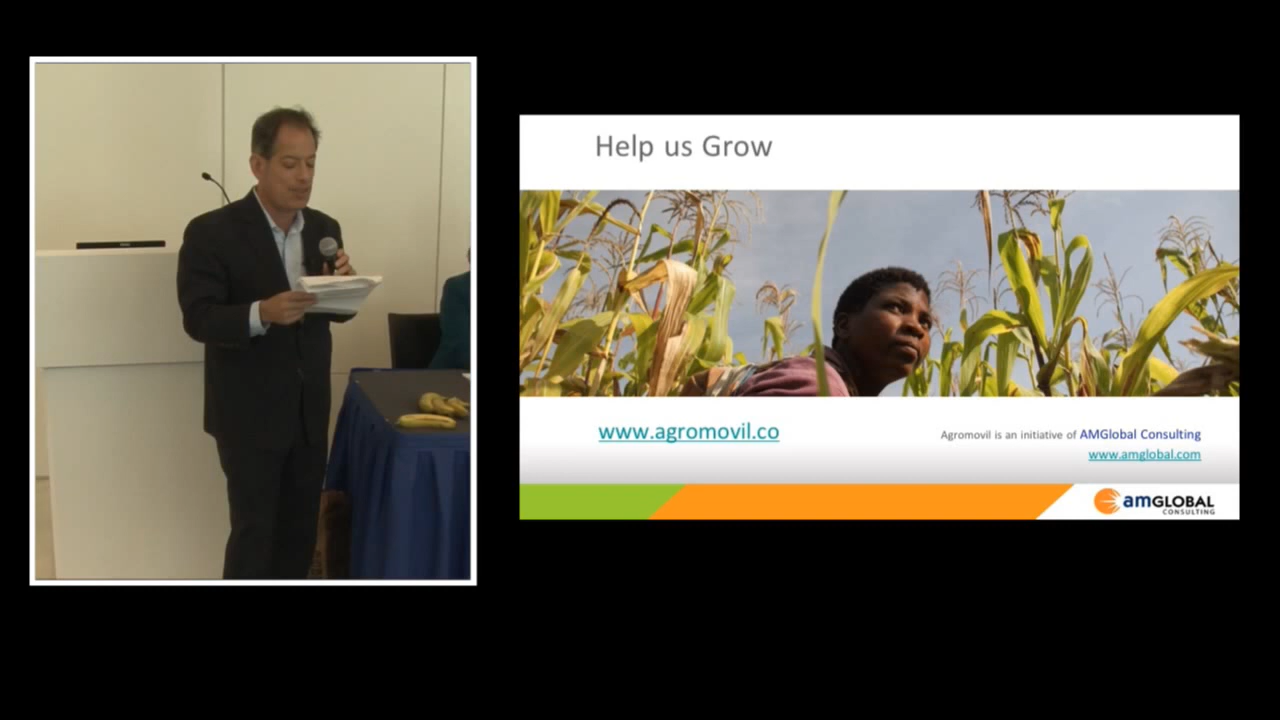 Help us Grow
www.agromovil.co
Agromovil is an initiative of AMGlobal Consulting
www.amglobal.com
amGLOBAL
CONSULTING